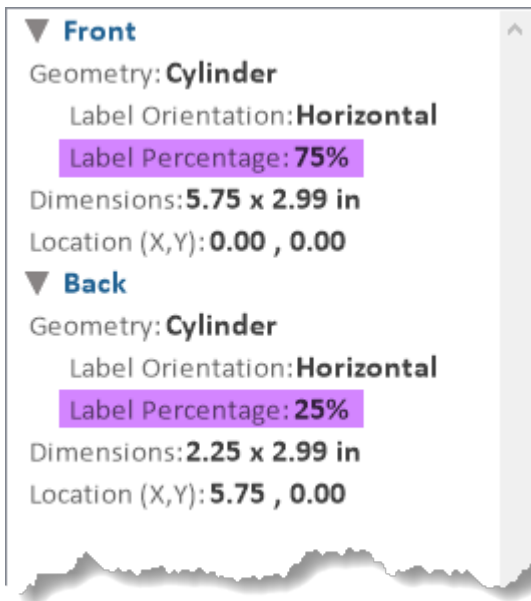 Front
Geometry: Cylinder
Label Orientation: Horizontal
Label Percentage: 75%
Dimensions: 5.75 x 2.99 in
Location (X,Y): 0.00 , 0.00
Back
Geometry: Cylinder
Label Orientation: Horizontal
Label Percentage: 25%
Dimensions: 2.25 x 2.99 in
Location (X,Y): 5.75 , 0.00